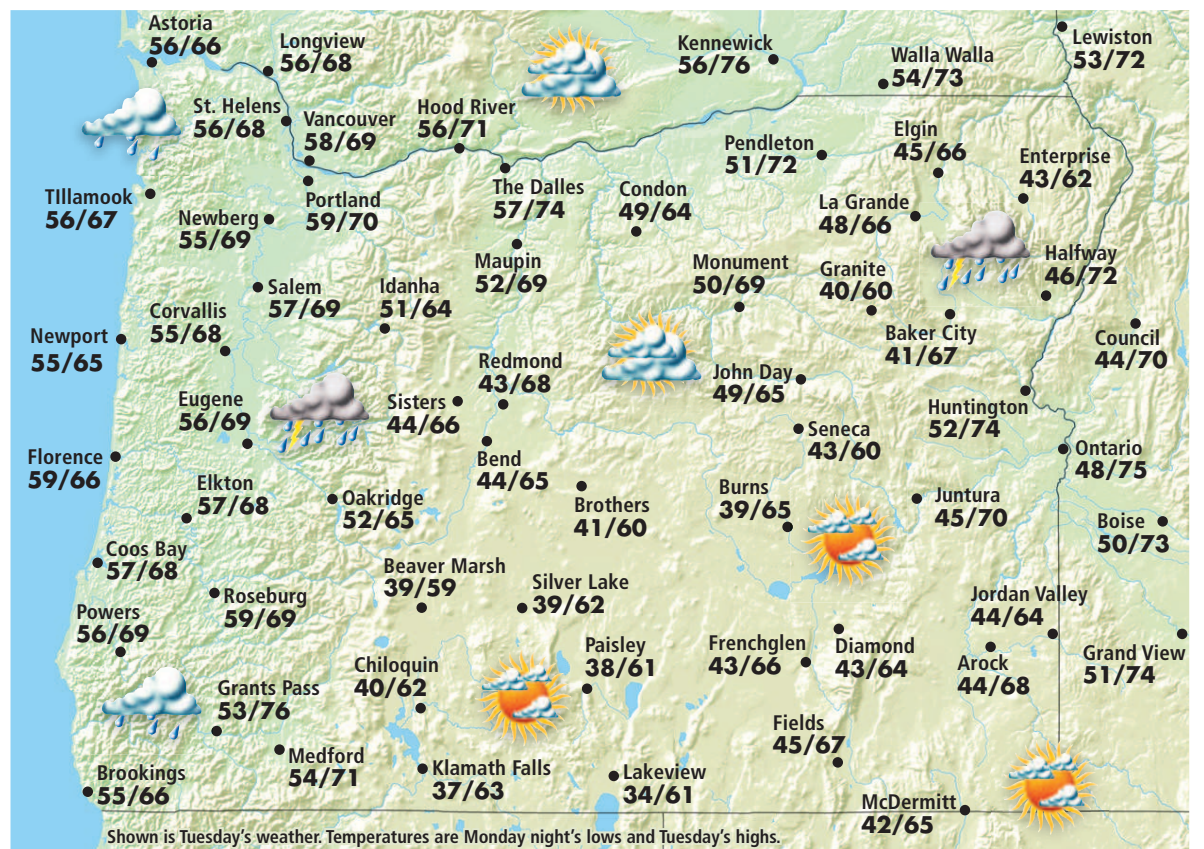 Astoria
56/66
Longview
56/68
Kennewick
56/76
Walla Walla
54/73
Lewiston
53/72
St. Helens
56/68
Vancouver
58/69
Hood River
56/71
Pendleton
51/72
Elgin
45/66
Enterprise
43/62
TIllamook
56/67
Newberg
55/69
Portland
59/70
The Dalles
57/74
Condon
49/64
La Grande
48/66
Maupin
52/69
Monument
50/69
Granite
40/60
Halfway
46/72
Salem
57/69
Idanha
51/64
Corvallis
55/68
Newport
55/65
Baker City
41/67
Council
44/70
Redmond
43/68
John Day
49/65
Eugene
56/69
Sisters
44/66
Huntington
52/74
Seneca
43/60
Ontario
48/75
Florence
59/66
Bend
44/65
Elkton
57/68
Oakridge
52/65
Brothers
41/60
Burns
39/65
Juntura
45/70
Boise
50/73
Coos Bay
57/68
Beaver Marsh
39/59
Silver Lake
39/62
Roseburg
59/69
Jordan Valley
44/64
Powers
56/69
Paisley
38/61
Frenchglen
43/66
Diamond
43/64
Arock
44/68
Grand View
51/74
Chiloquin
40/62
Grants Pass
53/76
Fields
45/67
Medford
54/71
Klamath Falls
37/63
Lakeview
34/61
Brookings
55/66
McDermitt
42/65
Shown is Tuesday's weather. Temperatures are Monday night's lows and Tuesday's highs.